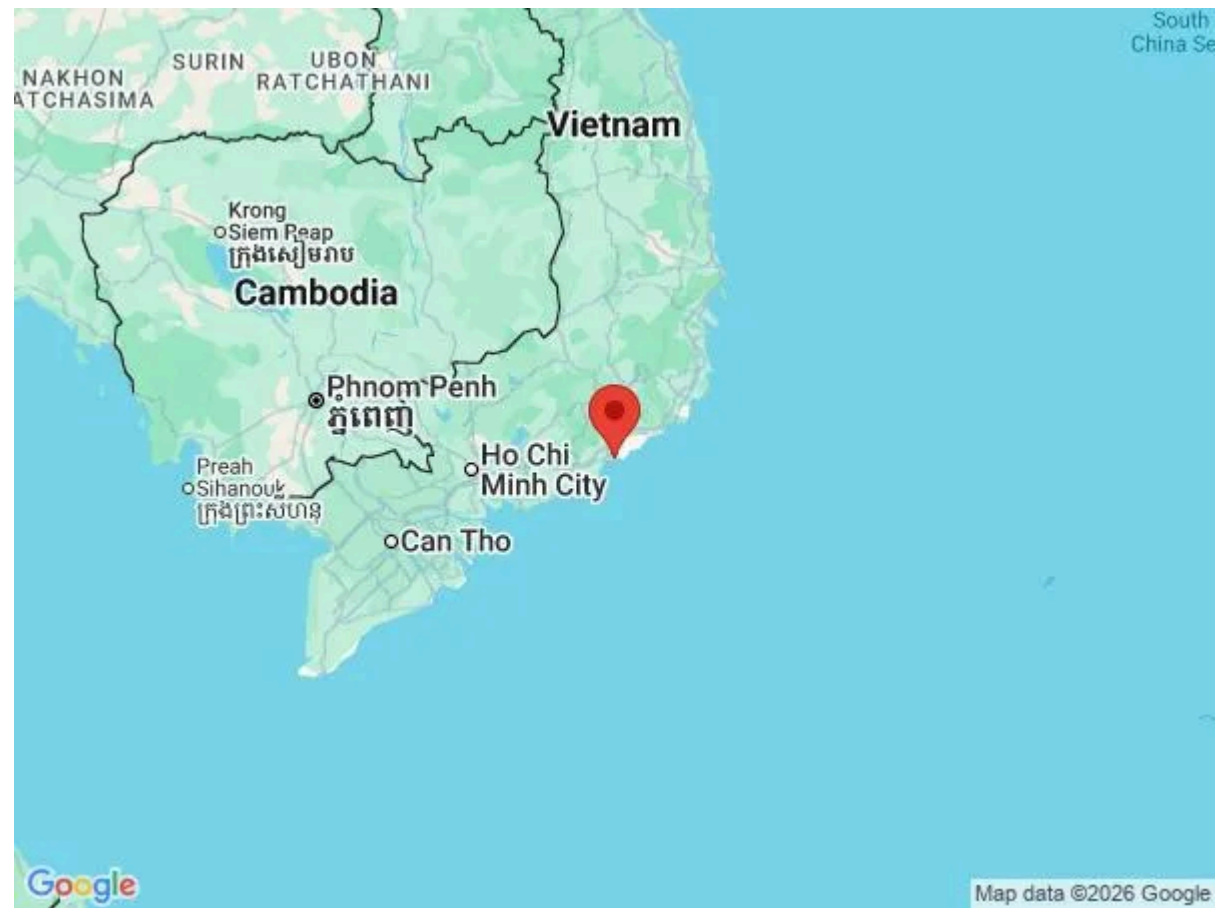 South
China Se
SURIN
UBON
RATCHATHANI
NAKHON
ATCHASIMA
Vietnam
Krong
Siem Reap
ក្រុងសៀមរាប
Cambodia
Phnom Penh
ភ្នំពេញ
Ho Chi
Minh City
Preah
Sihanouk
ក្រុងព្រះសីហនុ
Can Tho
Google
Map data ©2026 Google